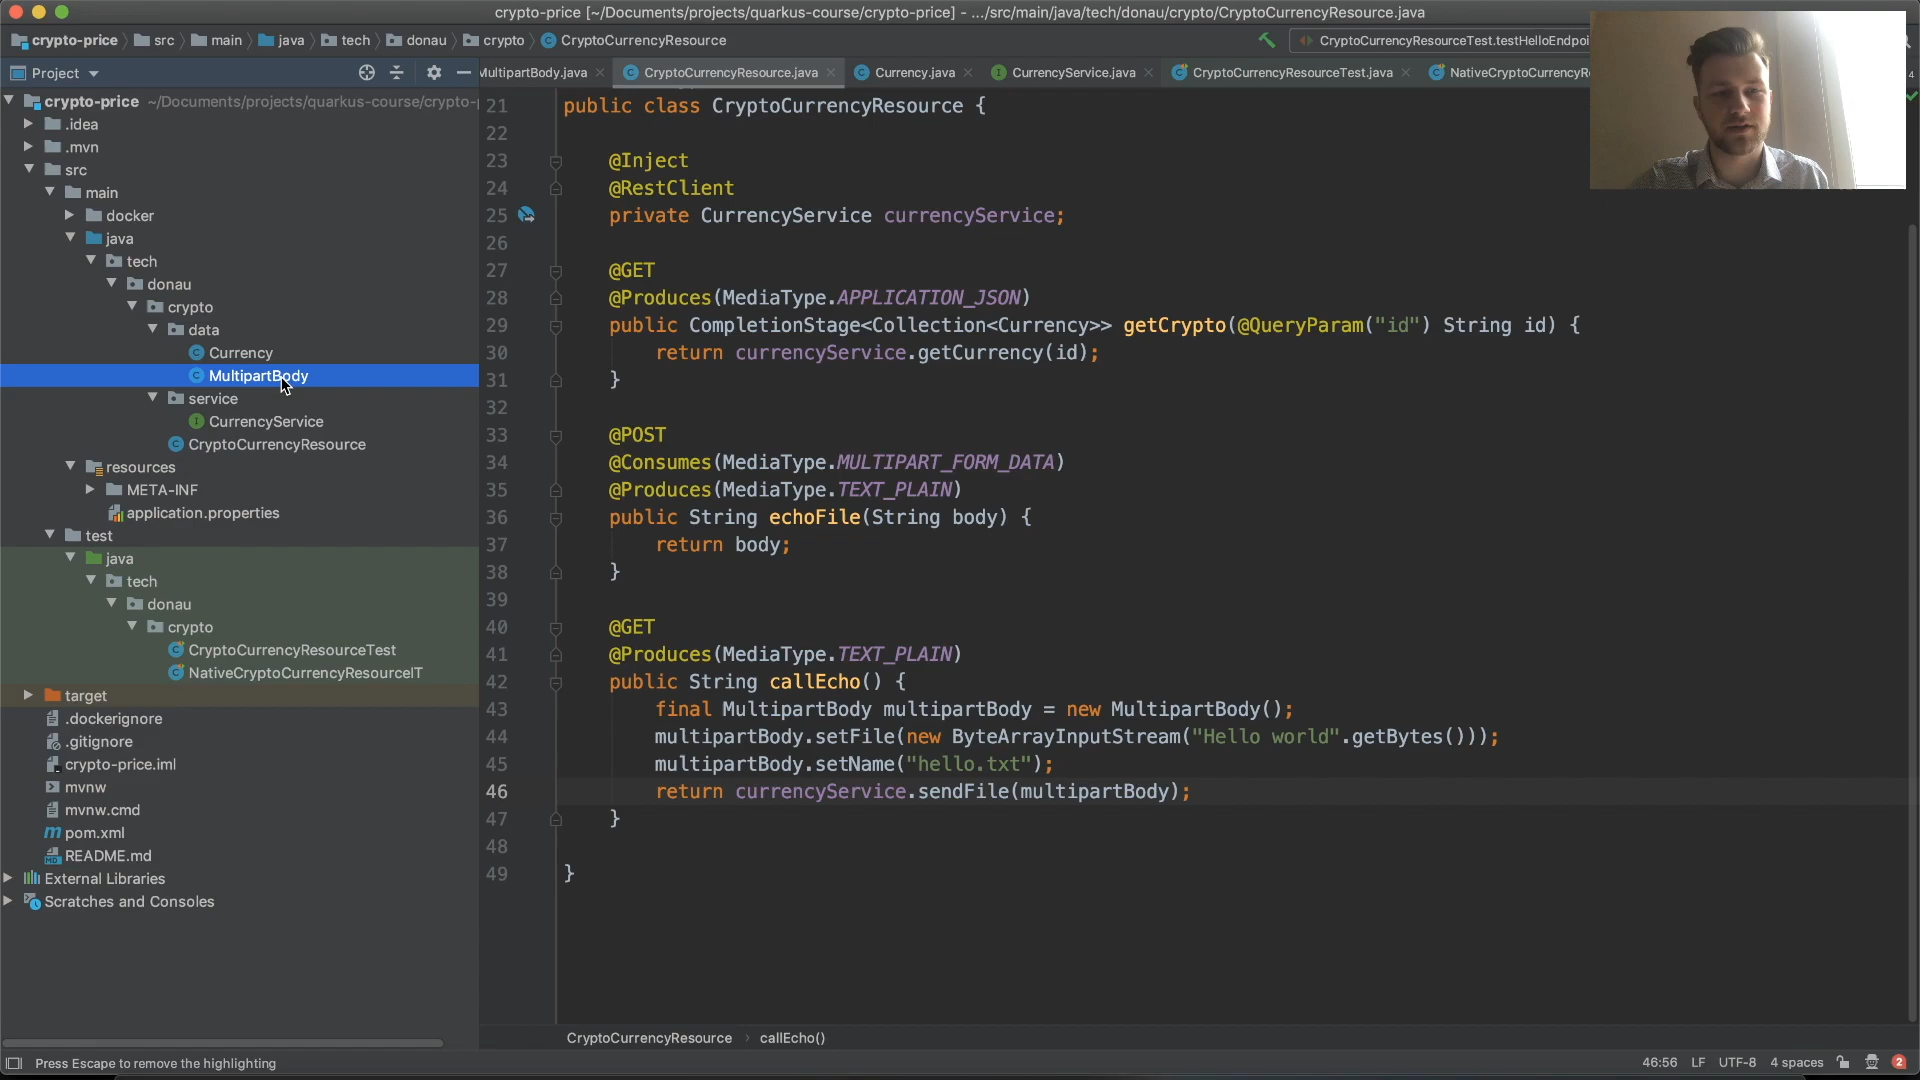 crypto-price [~/Documents/projects/quarkus-course/crypto-price] - .../src/main/java/tech/donau/crypto/CryptoCurrencyResource.java
crypto-price src main java tech donau crypto CryptoCurrencyResource
CryptoCurrencyResourceTest.testHelloEndpoi
Project
MultipartBody.java CryptoCurrencyResource.java Currency.java CurrencyService.java CryptoCurrencyResourceTest.java NativeCryptoCurrencyRe
4
crypto-price ~/Documents/projects/quarkus-course/crypto-
.idea
.mvn
src
main
docker
java
tech
donau
crypto
data
Currency
MultipartBody
service
CurrencyService
CryptoCurrencyResource
resources
META-INF
application.properties
test
java
tech
donau
crypto
CryptoCurrencyResourceTest
NativeCryptoCurrencyResourceIT
target
.dockerignore
.gitignore
crypto-price.iml
mvnw
mvnw.cmd
pom.xml
README.md
External Libraries
Scratches and Consoles
21 public class CryptoCurrencyResource {
22
23 @Inject
24 @RestClient
25 private CurrencyService currencyService;
26
27 @GET
28 @Produces(MediaType.APPLICATION_JSON)
29 public CompletionStage<Collection<Currency>> getCrypto(@QueryParam("id") String id) {
30 return currencyService.getCurrency(id);
31 }
32
33 @POST
34 @Consumes(MediaType.MULTIPART_FORM_DATA)
35 @Produces(MediaType.TEXT_PLAIN)
36 public String echoFile(String body) {
37 return body;
38 }
39
40 @GET
41 @Produces(MediaType.TEXT_PLAIN)
42 public String callEcho() {
43 final MultipartBody multipartBody = new MultipartBody();
44 multipartBody.setFile(new ByteArrayInputStream("Hello world".getBytes()));
45 multipartBody.setName("hello.txt");
46 return currencyService.sendFile(multipartBody);
47 }
48
49 }
CryptoCurrencyResource callEcho()
Press Escape to remove the highlighting
46:56 LF UTF-8 4 spaces 2